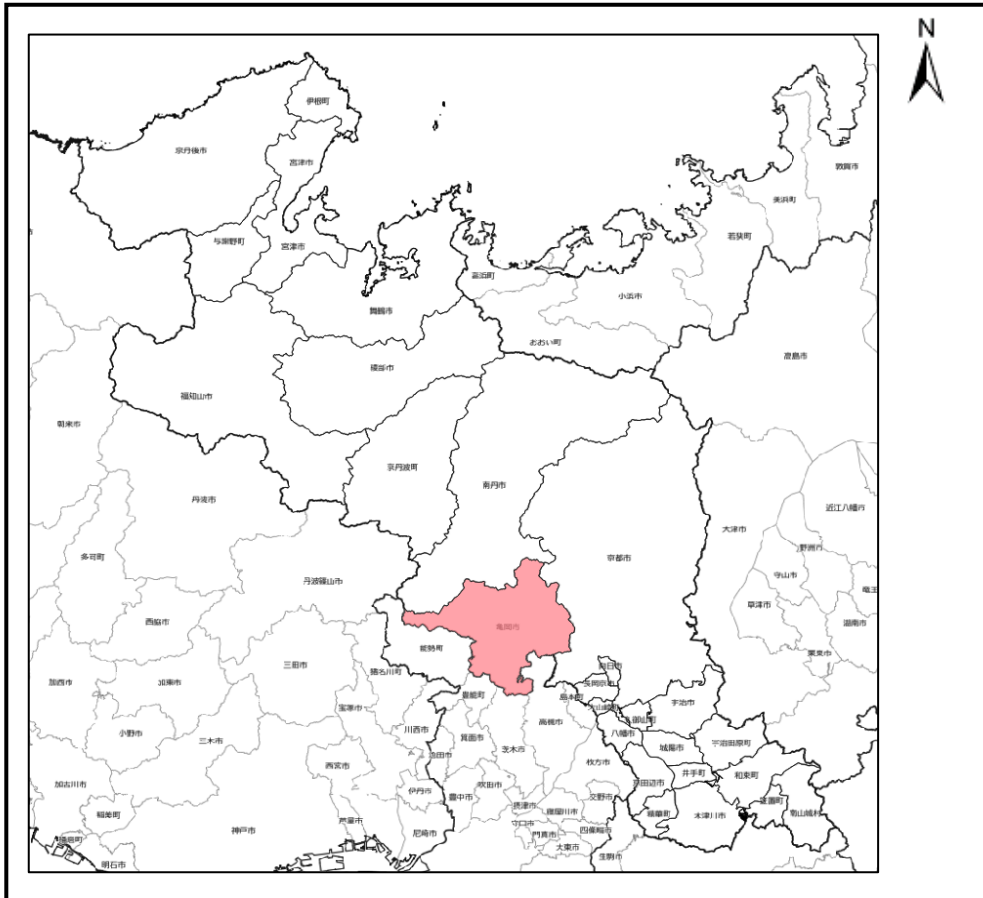 N
伊根町
京丹後市
宮津市
敦賀市
美浜町
若狭町
与謝野町
宮津市
高浜町
小浜市
舞鶴市
おおい町
高島市
綾部市
福知山市
朝来市
京丹波町
南丹市
丹波市
近江八幡市
大津市
野洲市
多可町
京都市
守山市
丹波篠山市
竜王
草津市
西脇市
湖南市
亀岡市
能勢町
栗東市
三田市
向日市
猪名川町
加西市
加東市
長岡京市
豊能町
島本町
宇治市
宝塚市
大山崎町
久御山町
小野市
川西市
高槻市
八幡市
三木市
箕面市
茨木市
城陽市
宇治田原町
池田市
西宮市
枚方市
井手町
和束町
加古川市
吹田市
京田辺市
伊丹市
豊中市
交野市
笠置町
摂津市
寝屋川市
精華町
木津川市
南山城村
稲美町
芦屋市
守口市
神戸市
尼崎市
門真市
四條畷市
播磨町
大東市
生駒市
明石市